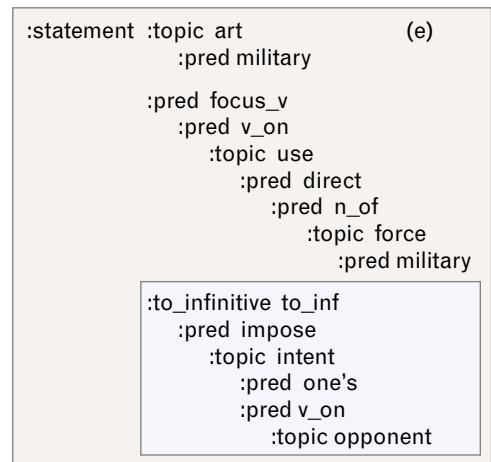 :statement :topic art (e)
:pred military
:pred focus_v
:pred v_on
:topic use
:pred direct
:pred n_of
:topic force
:pred military
:to_infinitive to_inf
:pred impose
:topic intent
:pred one's
:pred v_on
:topic opponent